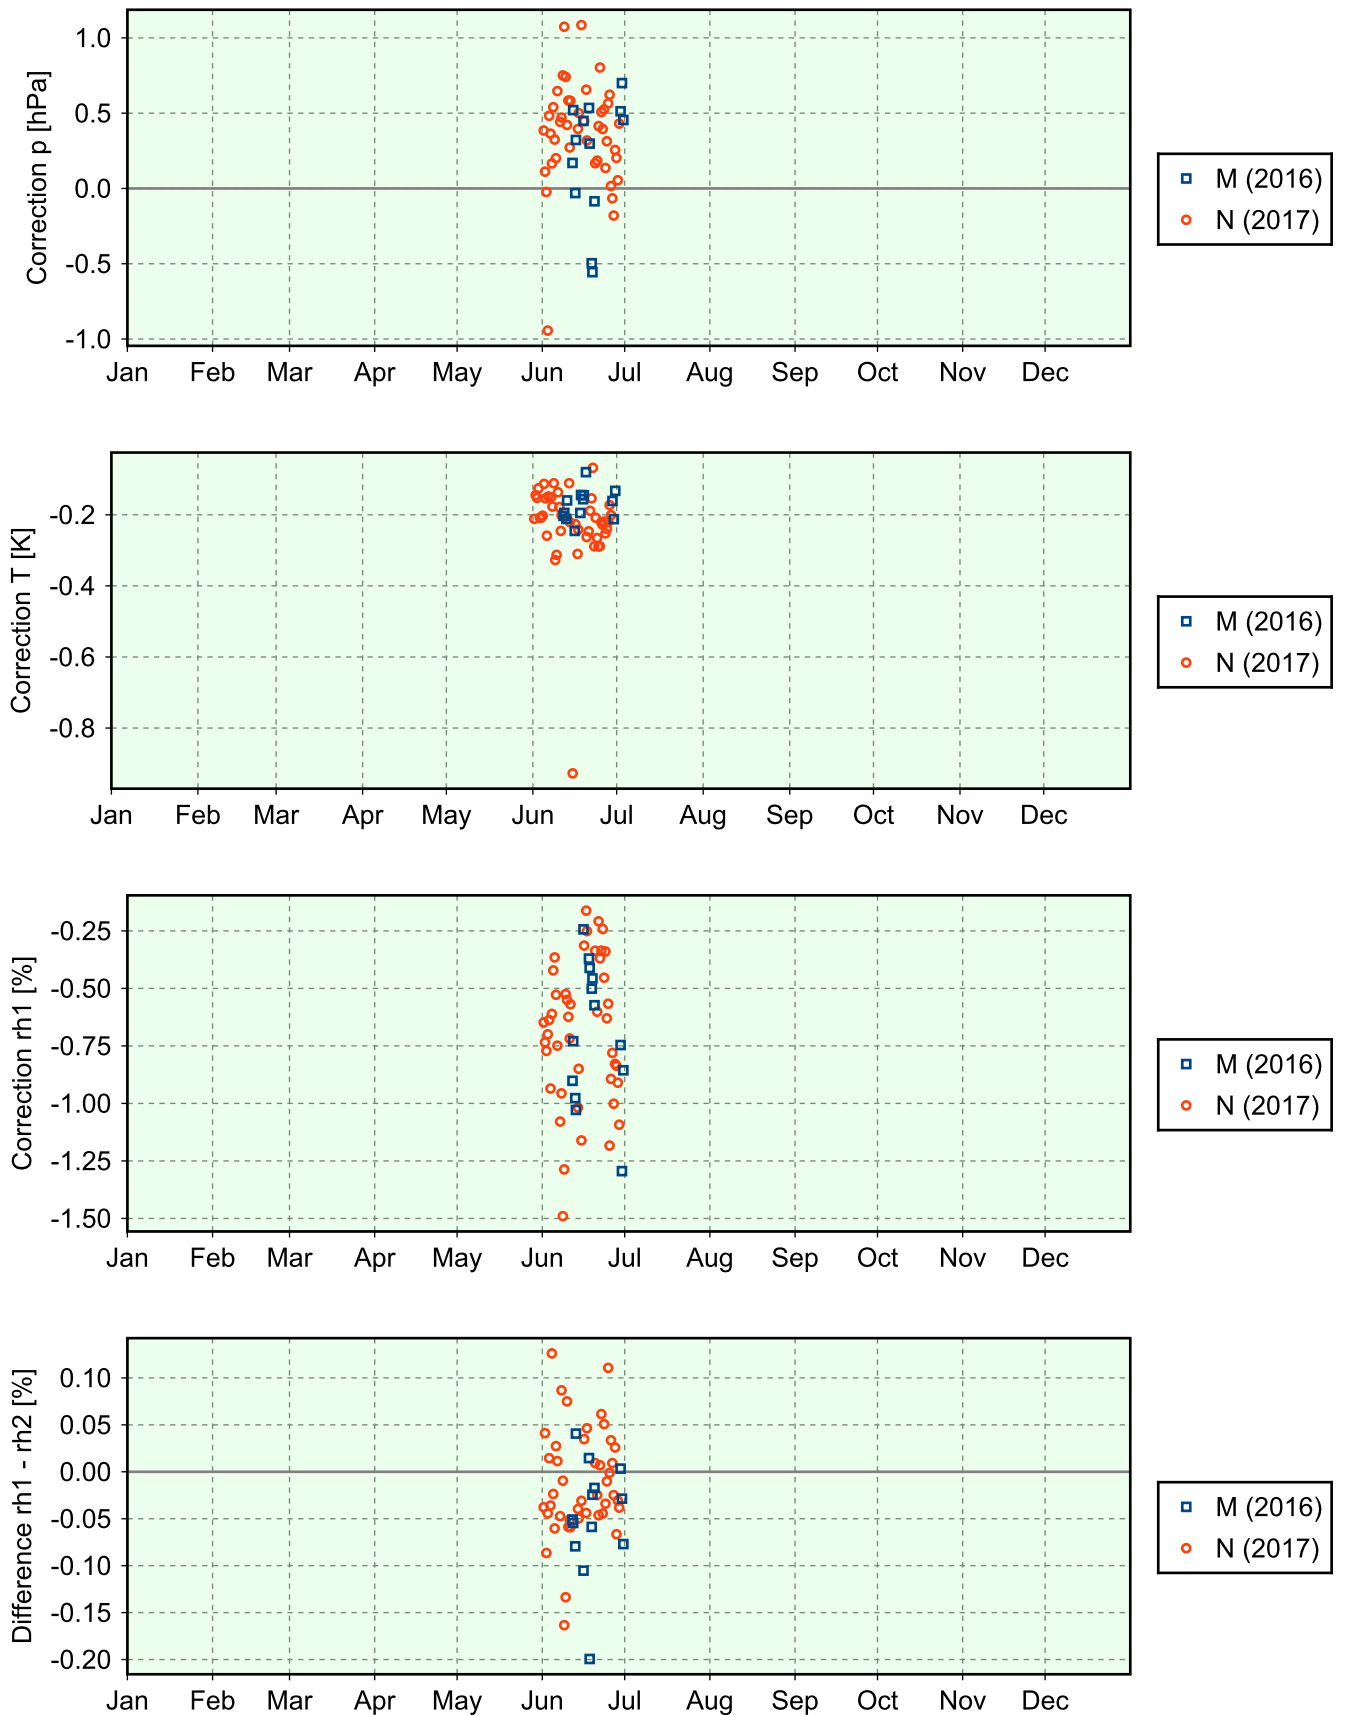 Correction p [hPa]
1.0
0.5
0.0
-0.5
-1.0
Jan Feb Mar Apr May Jun Jul Aug Sep Oct Nov Dec
M (2016)
N (2017)
Correction T [K]
-0.2
-0.4
-0.6
-0.8
Jan Feb Mar Apr May Jun Jul Aug Sep Oct Nov Dec
M (2016)
N (2017)
Correction rh1 [%]
-0.25
-0.50
-0.75
-1.00
-1.25
-1.50
Jan Feb Mar Apr May Jun Jul Aug Sep Oct Nov Dec
M (2016)
N (2017)
Difference rh1 - rh2 [%]
0.10
0.05
0.00
-0.05
-0.10
-0.15
-0.20
Jan Feb Mar Apr May Jun Jul Aug Sep Oct Nov Dec
M (2016)
N (2017)